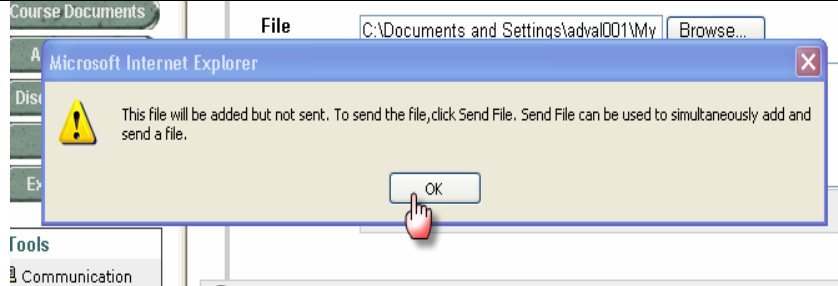 Course Documents
File
C:\Documents and Settings\adval001\My
Browse...
Microsoft Internet Explorer
This file will be added but not sent. To send the file,click Send File. Send File can be used to simultaneously add and
send a file.
OK
Tools
Communication